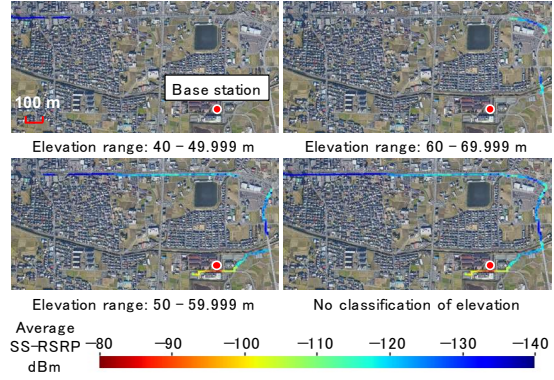 100 m
Base station
Elevation range: 40 - 49.999 m
Elevation range: 60 - 69.999 m
Elevation range: 50 - 59.999 m
No classification of elevation
Average
SS-RSRP
dBm
-80 -90 -100 -110 -120 -130 -140